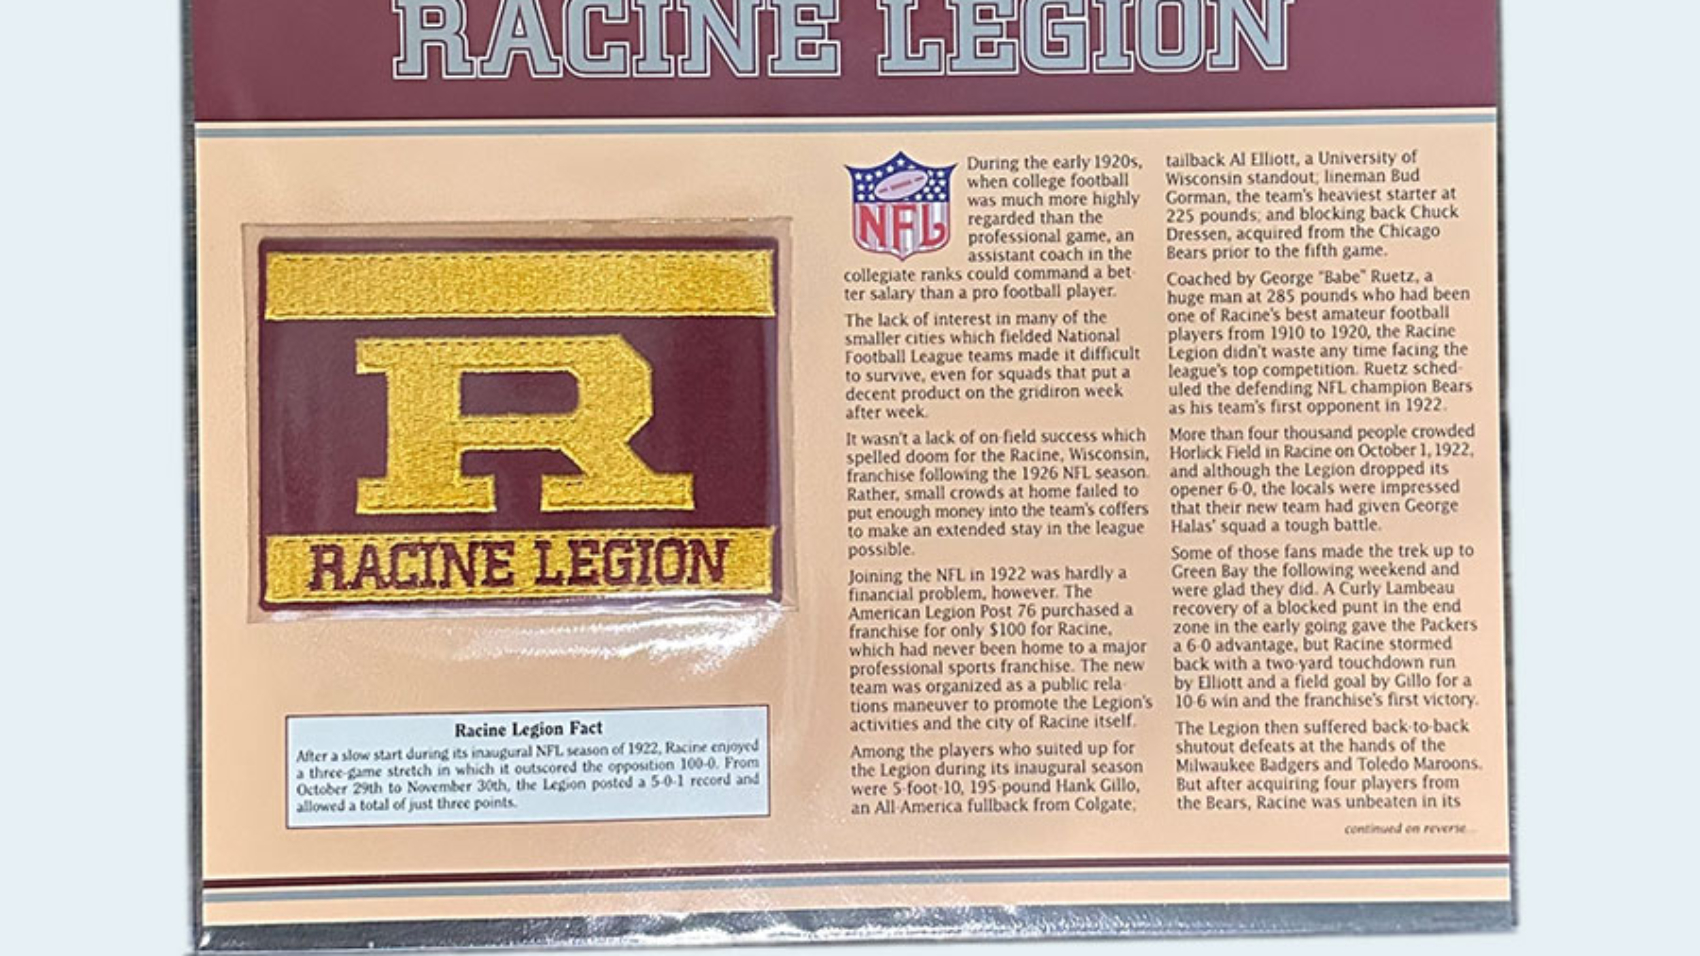 RACINE LEGION
R
RACINE LEGION
Racine Legion Fact
After a slow start during its inaugural NFL season of 1922, Racine enjoyed
a three-game stretch in which it outscored the opposition 100-0. From
October 29th to November 30th, the Legion posted a 5-0-1 record and
allowed a total of just three points.
NFL
During the early 1920s,
when college football
was much more highly
regarded than the
professional game, an
assistant coach in the
collegiate ranks could command a bet-
ter salary than a pro football player.
The lack of interest in many of the
smaller cities which fielded National
Football League teams made it difficult
to survive, even for squads that put a
decent product on the gridiron week
after week.
It wasn't a lack of on-field success which
spelled doom for the Racine, Wisconsin,
franchise following the 1926 NFL season.
Rather, small crowds at home failed to
put enough money into the team's coffers
to make an extended stay in the league
possible.
Joining the NFL in 1922 was hardly a
financial problem, however. The
American Legion Post 76 purchased a
franchise for only $100 for Racine,
which had never been home to a major
professional sports franchise. The new
team was organized as a public rela-
tions maneuver to promote the Legion's
activities and the city of Racine itself.
Among the players who suited up for
the Legion during its inaugural season
were 5-foot-10, 195-pound Hank Gillo,
an All-America fullback from Colgate;
tailback Al Elliott, a University of
Wisconsin standout; lineman Bud
Gorman, the team's heaviest starter at
225 pounds; and blocking back Chuck
Dressen, acquired from the Chicago
Bears prior to the fifth game.
Coached by George "Babe" Ruetz, a
huge man at 285 pounds who had been
one of Racine's best amateur football
players from 1910 to 1920, the Racine
Legion didn't waste any time facing the
league's top competition. Ruetz sched-
uled the defending NFL champion Bears
as his team's first opponent in 1922.
More than four thousand people crowded
Horlick Field in Racine on October 1, 1922,
and although the Legion dropped its
opener 6-0, the locals were impressed
that their new team had given George
Halas' squad a tough battle.
Some of those fans made the trek up to
Green Bay the following weekend and
were glad they did. A Curly Lambeau
recovery of a blocked punt in the end
zone in the early going gave the Packers
a 6-0 advantage, but Racine stormed
back with a two-yard touchdown run
by Elliott and a field goal by Gillo for a
10-6 win and the franchise's first victory.
The Legion then suffered back-to-back
shutout defeats at the hands of the
Milwaukee Badgers and Toledo Maroons.
But after acquiring four players from
the Bears, Racine was unbeaten in its
continued on reverse...